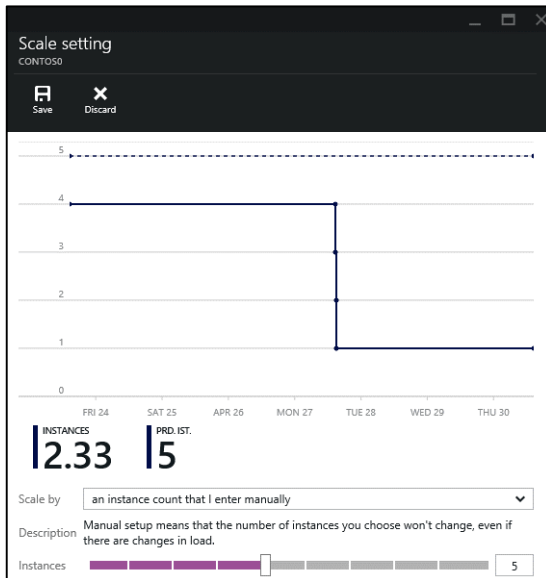 Scale setting
CONTOS0
Save Discard
5
4
3
2
1
0
FRI 24 SAT 25 APR 26 MON 27 TUE 28 WED 29 THU 30
INSTANCES PRD. IST.
2.33 5
Scale by an instance count that I enter manually
Description Manual setup means that the number of instances you choose won't change, even if
there are changes in load.
Instances 5